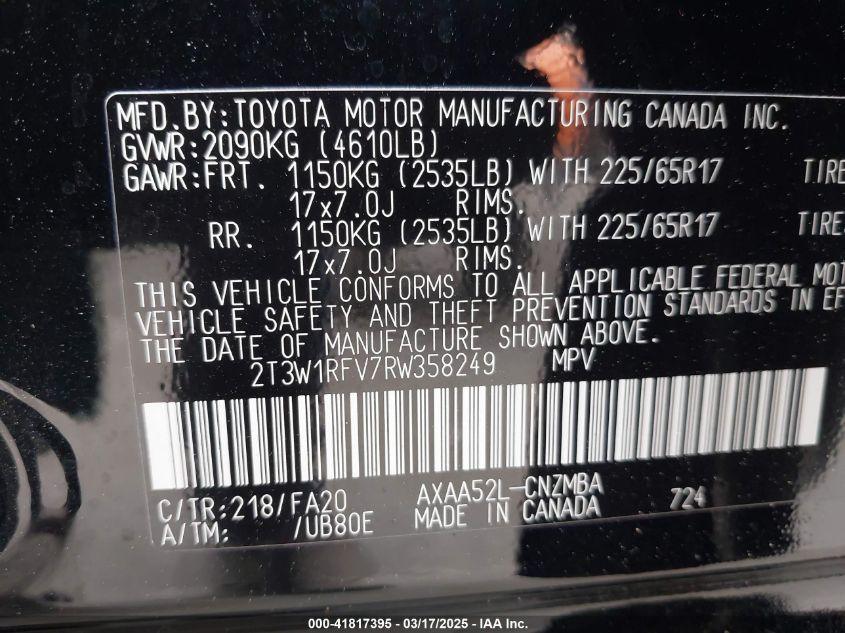 MFD.BY:TOYOTA MOTOR MANUFACTURING CANADA INC.
GVWR:2090KG (4610LB)
GAWR:FRT. 1150KG (2535LB) WITH 225/65R17 TIRE
17x7.0J RIMS.
RR. 1150KG (2535LB) WITH 225/65R17 TIRE
17x7.0J RIMS.
THIS VEHICLE CONFORMS TO ALL APPLICABLE FEDERAL MOT
VEHICLE SAFETY AND THEFT PREVENTION STANDARDS IN EF
THE DATE OF MANUFACTURE SHOWN ABOVE.
2T3W1RFV7RW358249 MPV
C/TR:218/FA20 AXAA52L-CNZMBA 724
A/TM: /UB80E MADE IN CANADA
000-41817395 - 03/17/2025 - IAA Inc.